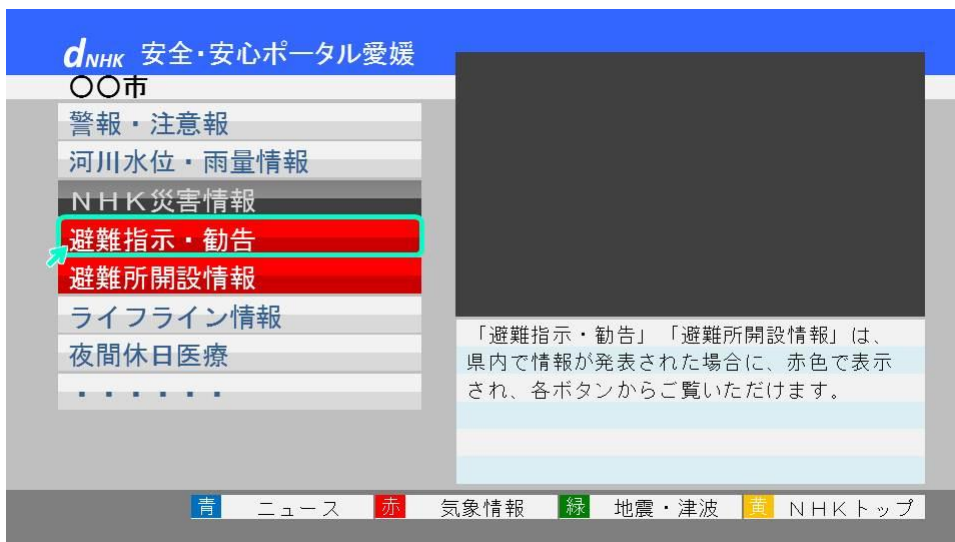 dNHK 安全・安心ポータル愛媛
〇〇市
警報・注意報
河川水位・雨量情報
ＮＨＫ災害情報
避難指示・勧告
避難所開設情報
ライフライン情報
夜間休日医療
・・・・・・
「避難指示・勧告」「避難所開設情報」は、
県内で情報が発表された場合に、赤色で表示
され、各ボタンからご覧いただけます。
青 ニュース 赤 気象情報 緑 地震・津波 黄 ＮＨＫトップ